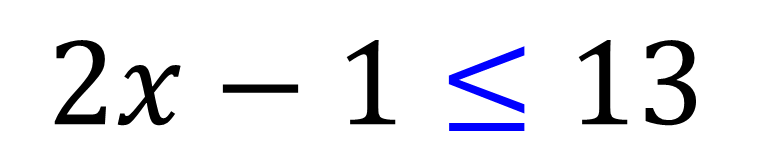 2x − 1 ≤ 13